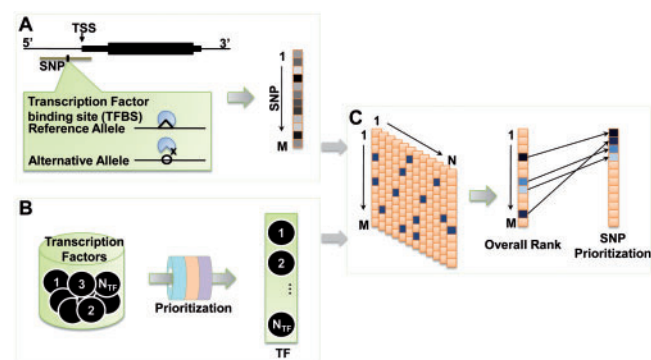 A
TSS
5'
3'
SNP
Transcription Factor
binding site (TFBS)
Reference Allele
Alternative Allele
x
1
SNP
M
B
Transcription
Factors
1
3
NTF
2
Prioritization
1
2
...
NTF
TF
C
1
1
N
M
1
M
Overall Rank
SNP
Prioritization